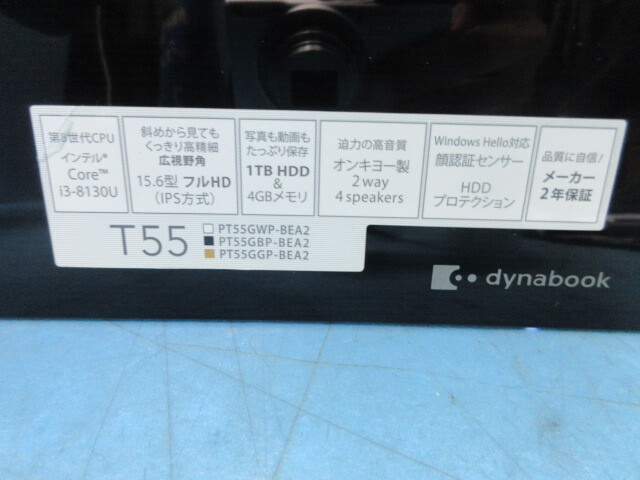 第8世代CPU
インテル®
Core™
i3-8130U
斜めから見ても
くっきり高精細
広視野角
15.6型 フルHD
(IPS方式)
写真も動画も
たっぷり保存
1TB HDD
&
4GBメモリ
迫力の高音質
オンキヨー製
2way
4 speakers
Windows Hello対応
顔認証センサー
HDD
プロテクション
品質に自信!
メーカー
2年保証
T55
PT55GWP-BEA2
PT55GBP-BEA2
PT55GGP-BEA2
dynabook